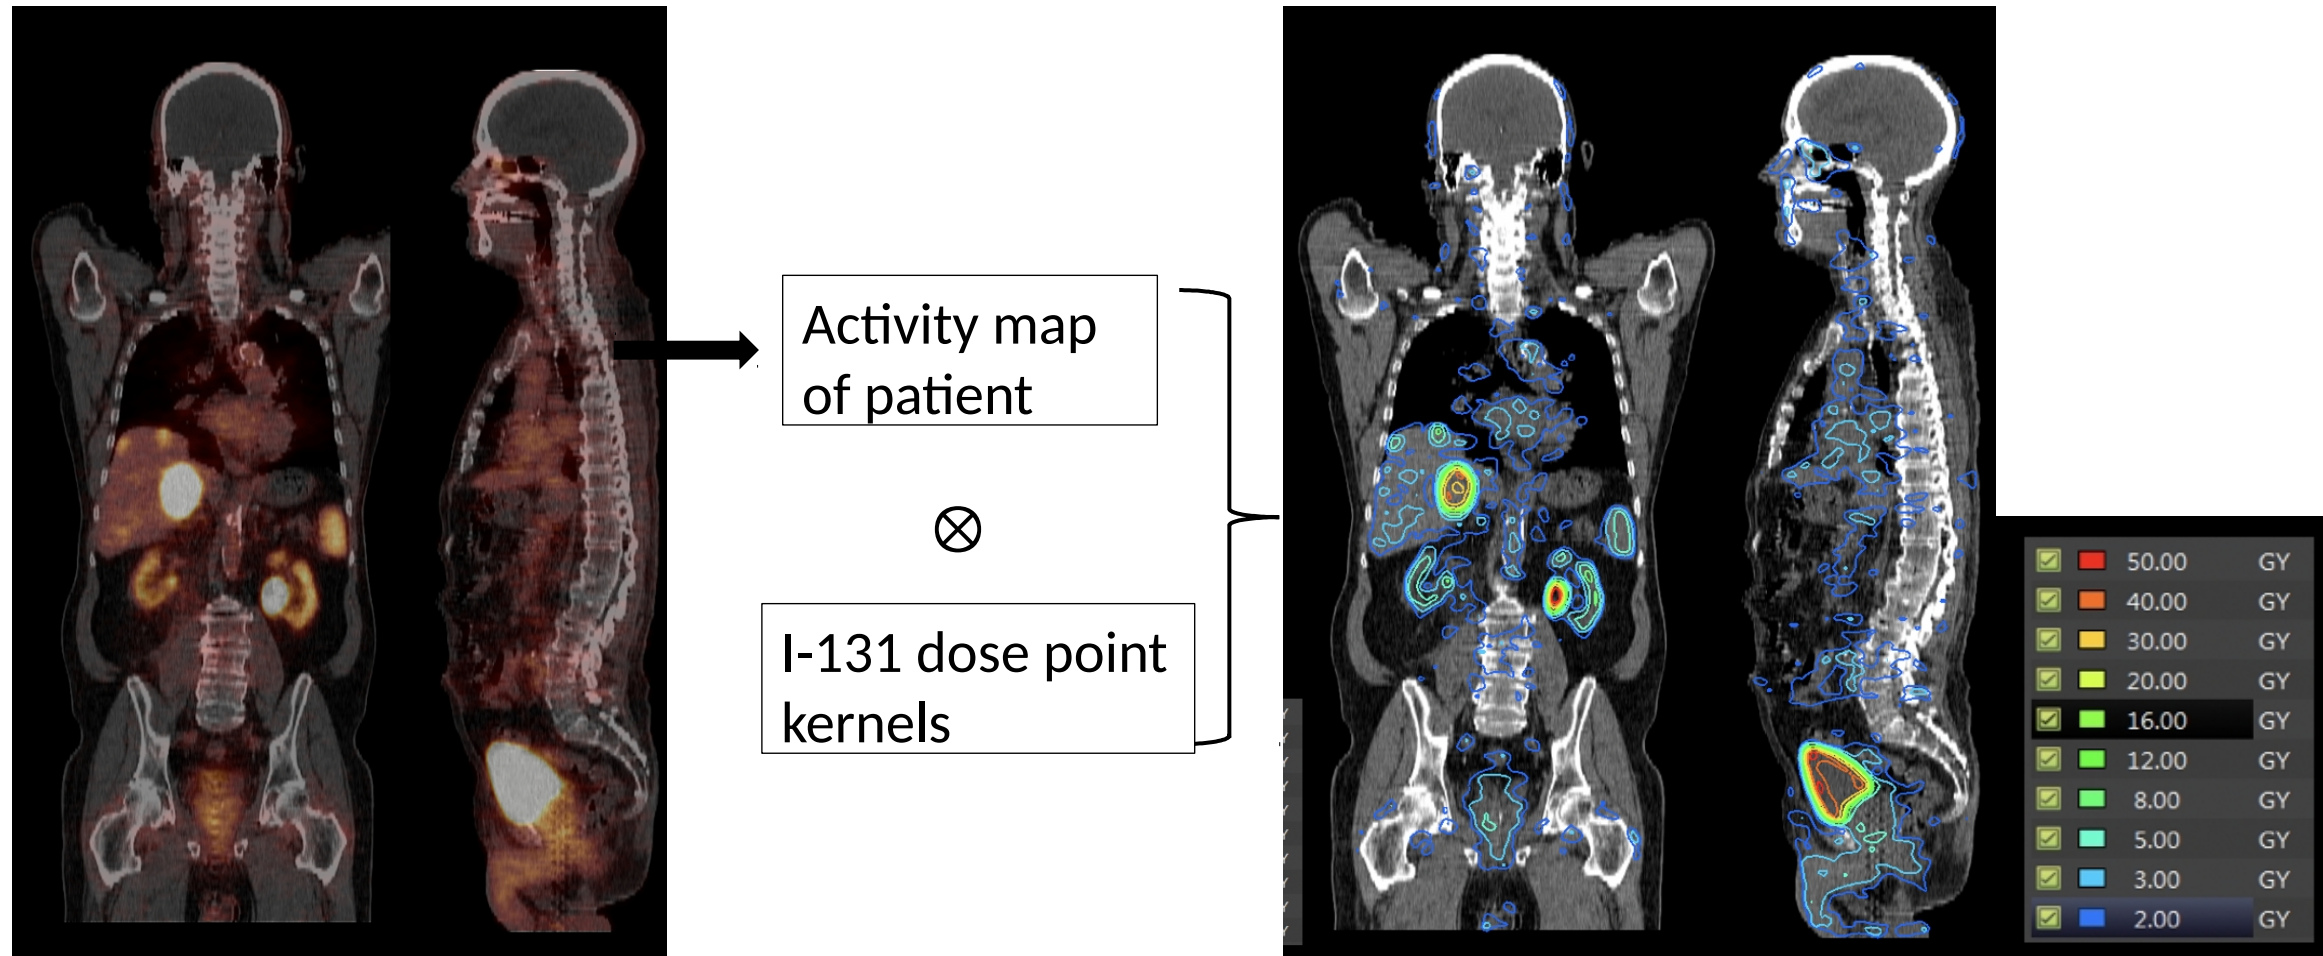 Activity map
of patient
⊗
I-131 dose point
kernels
50.00 GY
40.00 GY
30.00 GY
20.00 GY
16.00 GY
12.00 GY
8.00 GY
5.00 GY
3.00 GY
2.00 GY